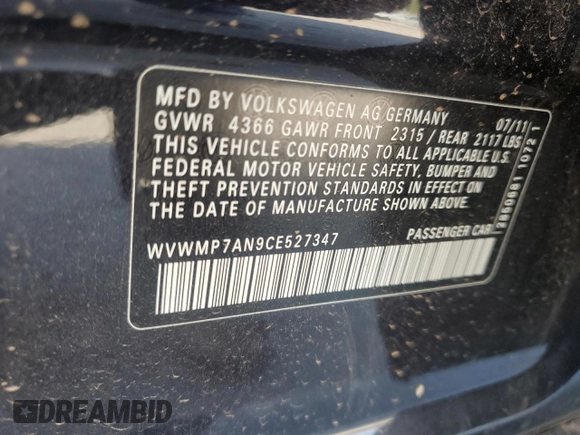 MFD BY VOLKSWAGEN AG GERMANY 07/11
GVWR 4366 GAWR FRONT 2315 / REAR 2117 LBS
THIS VEHICLE CONFORMS TO ALL APPLICABLE U.S.
FEDERAL MOTOR VEHICLE SAFETY, BUMPER AND
THEFT PREVENTION STANDARDS IN EFFECT ON
THE DATE OF MANUFACTURE SHOWN ABOVE.
WVWMP7AN9CE527347 PASSENGER CAR
DREAMBID